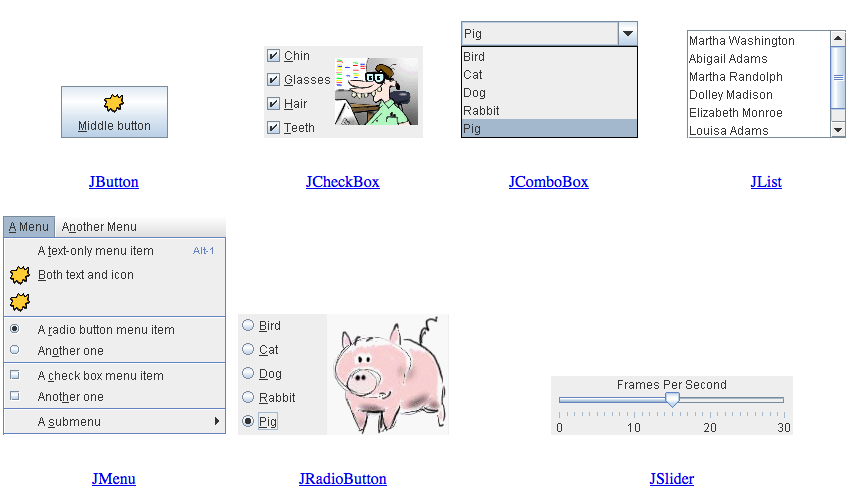 Middle button
Chin
Glasses
Hair
Teeth
Pig
Bird
Cat
Dog
Rabbit
Pig
Martha Washington
Abigail Adams
Martha Randolph
Dolley Madison
Elizabeth Monroe
Louisa Adams
JButton
JCheckBox
JComboBox
JList
A Menu Another Menu
A text-only menu item Alt-1
Both text and icon
A radio button menu item
Another one
A check box menu item
Another one
A submenu
Bird
Cat
Dog
Rabbit
Pig
Frames Per Second
0 10 20 30
JMenu
JRadioButton
JSlider